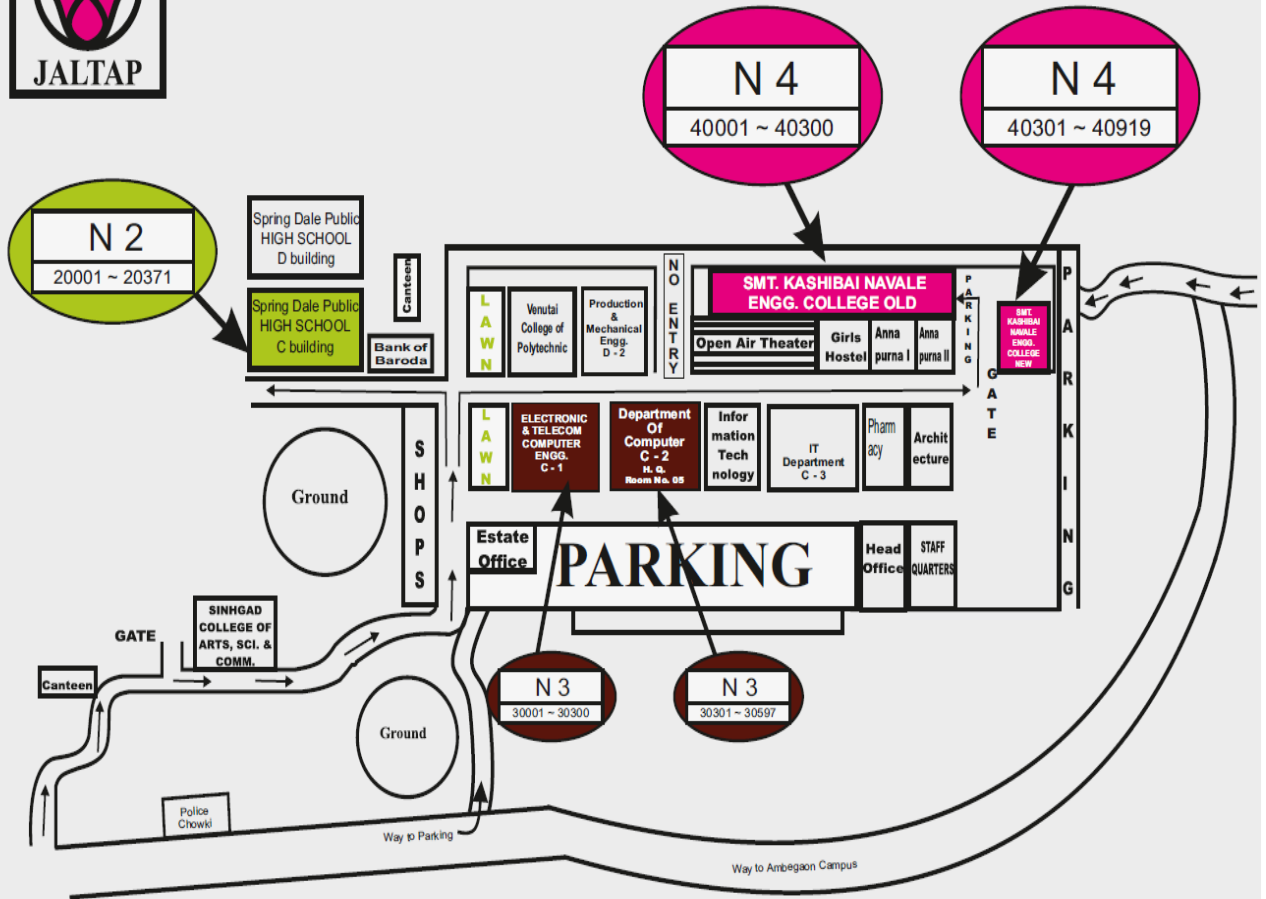 JALTAP
N 4
40001 ~ 40300
N 4
40301 ~ 40919
N 2
20001 ~ 20371
Spring Dale Public
HIGH SCHOOL
D building
Spring Dale Public
HIGH SCHOOL
C building
Canteen
Bank of
Baroda
LAWN
Venutai
College of
Polytechnic
Production
&
Mechanical
Engg.
D - 2
NO ENTRY
SMT. KASHIBAI NAVALE
ENGG. COLLEGE OLD
Open Air Theater
Girls
Hostel
Anna
purna I
Anna
purna II
PARKING
SMT.
KASHIBAI
NAVALE
ENGG.
COLLEGE
NEW
GATE
PARKING
SHOPS
LAWN
ELECTRONIC
& TELECOM
COMPUTER
ENGG.
C - 1
Department
Of
Computer
C - 2
H. Q.
Room No. 05
Infor
mation
Tech
nology
IT
Department
C - 3
Pharm
acy
Archit
ecture
Ground
Estate
Office
PARKING
Head
Office
STAFF
QUARTERS
SINHGAD
COLLEGE OF
ARTS, SCI. &
COMM.
GATE
Canteen
N 3
30001 ~ 30300
N 3
30301 ~ 30597
Ground
Police
Chowki
Way to Parking
Way to Ambegaon Campus